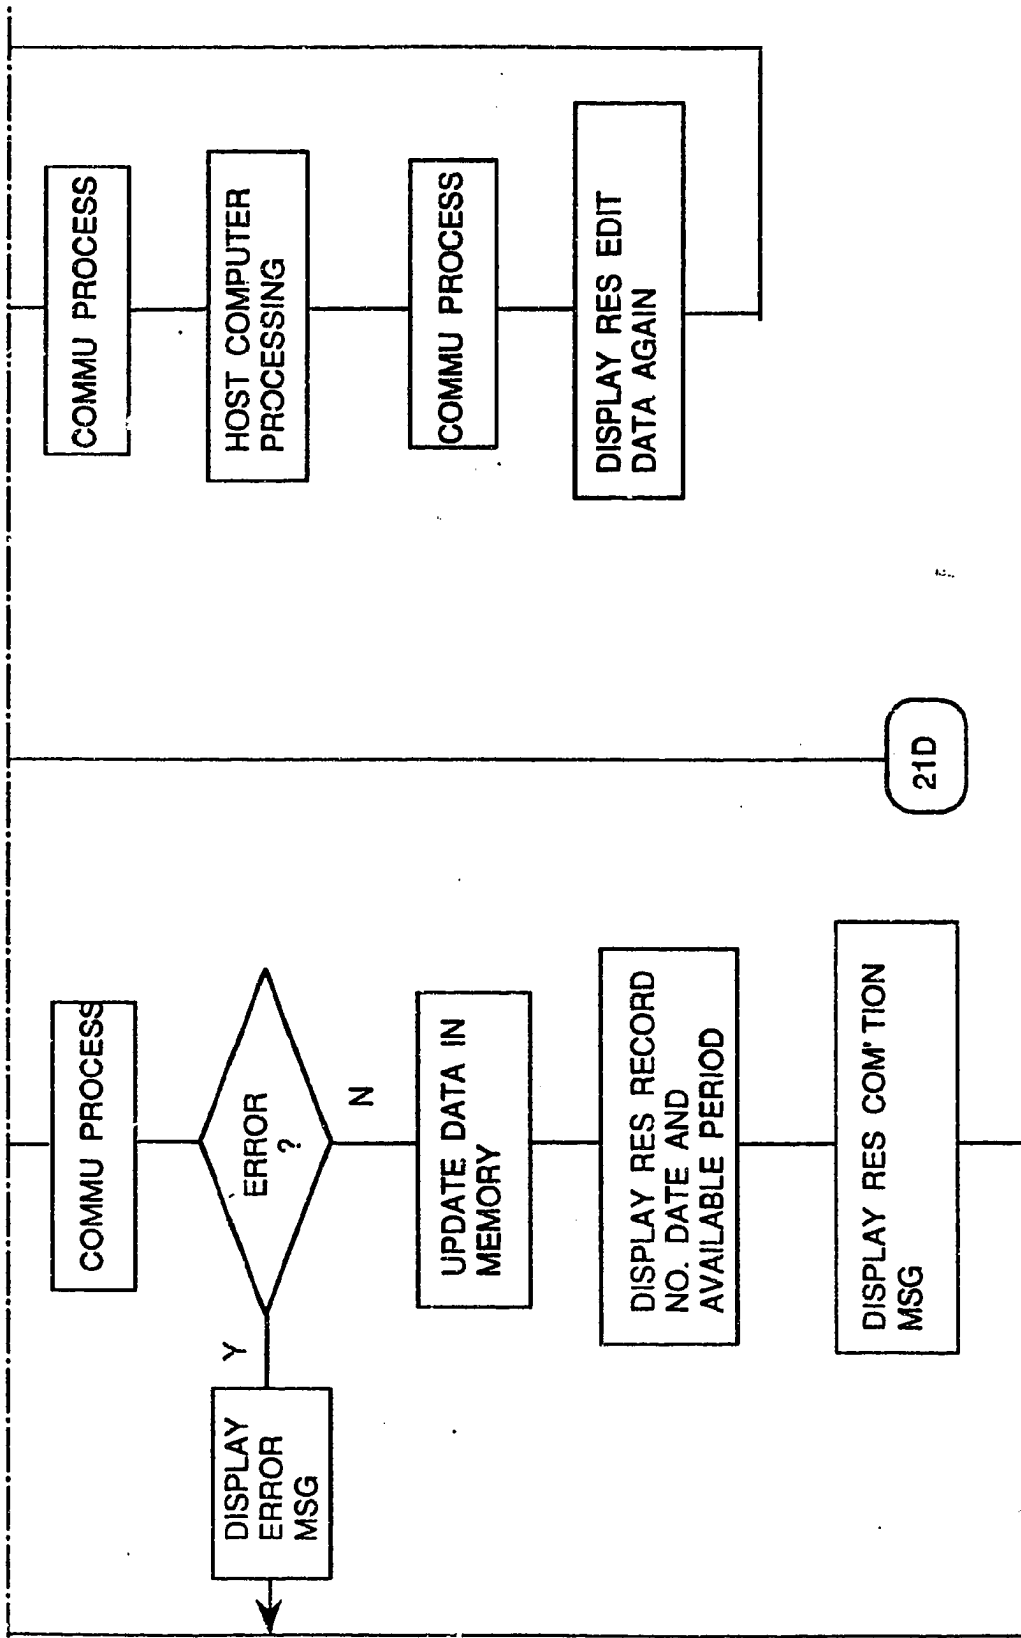 COMMU PROCESS
ERROR
?
Y
N
DISPLAY
ERROR
MSG
UPDATE DATA IN
MEMORY
DISPLAY RES RECORD
NO. DATE AND
AVAILABLE PERIOD
DISPLAY RES COM'TION
MSG
21D
COMMU PROCESS
HOST COMPUTER
PROCESSING
COMMU PROCESS
DISPLAY RES EDIT
DATA AGAIN